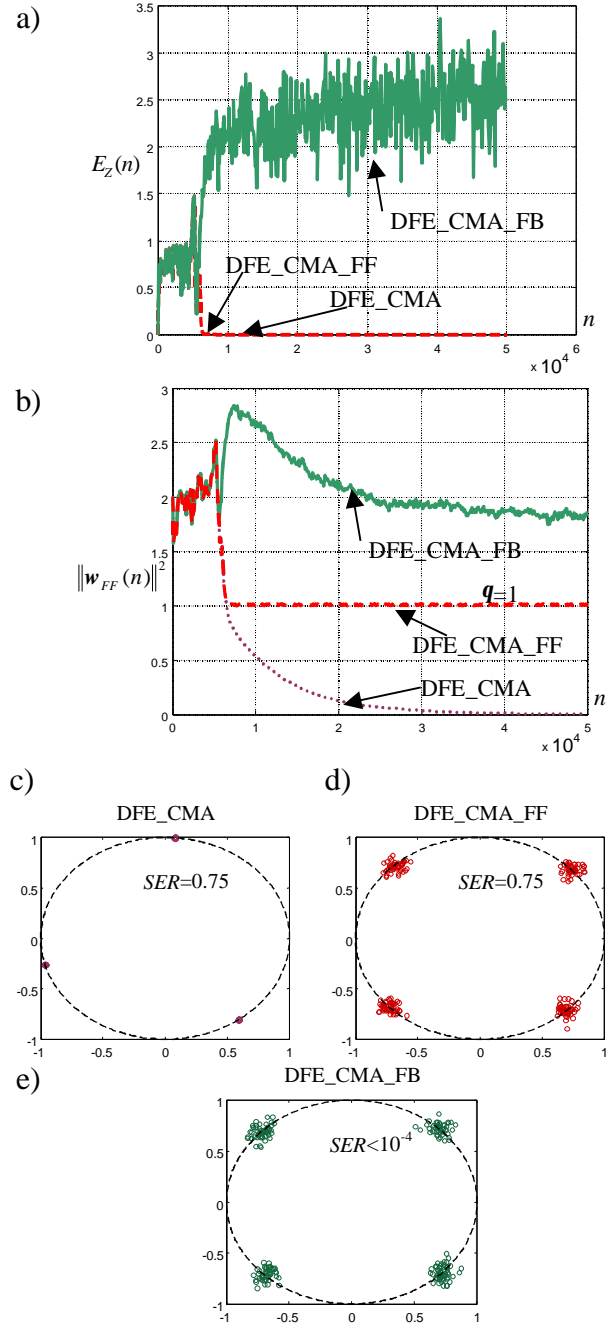 a)
3.5
3
2.5
2
1.5
1
0.5
0
E_Z(n)
DFE_CMA_FB
DFE_CMA_FF
DFE_CMA
n
0 1 2 3 4 5 6
× 10^4
b)
3
2.5
2
1.5
1
0.5
0
||w_FF(n)||^2
DFE_CMA_FB
q=1
DFE_CMA_FF
DFE_CMA
n
0 1 2 3 4 5
× 10^4
c)
DFE_CMA
1
0.5
0
-0.5
-1
SER=0.75
-1 -0.5 0 0.5 1
d)
DFE_CMA_FF
1
0.5
0
-0.5
-1
SER=0.75
-1 -0.5 0 0.5 1
e)
DFE_CMA_FB
1
0.5
0
-0.5
-1
SER<10^-4
-1 -0.5 0 0.5 1